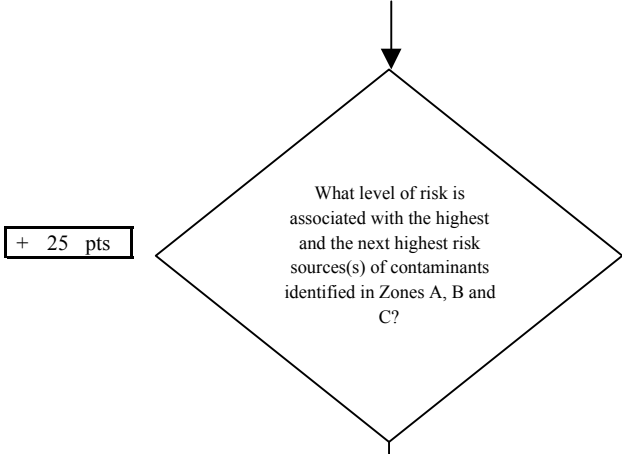 What level of risk is
associated with the highest
and the next highest risk
sources(s) of contaminants
identified in Zones A, B and
C?
+ 25 pts